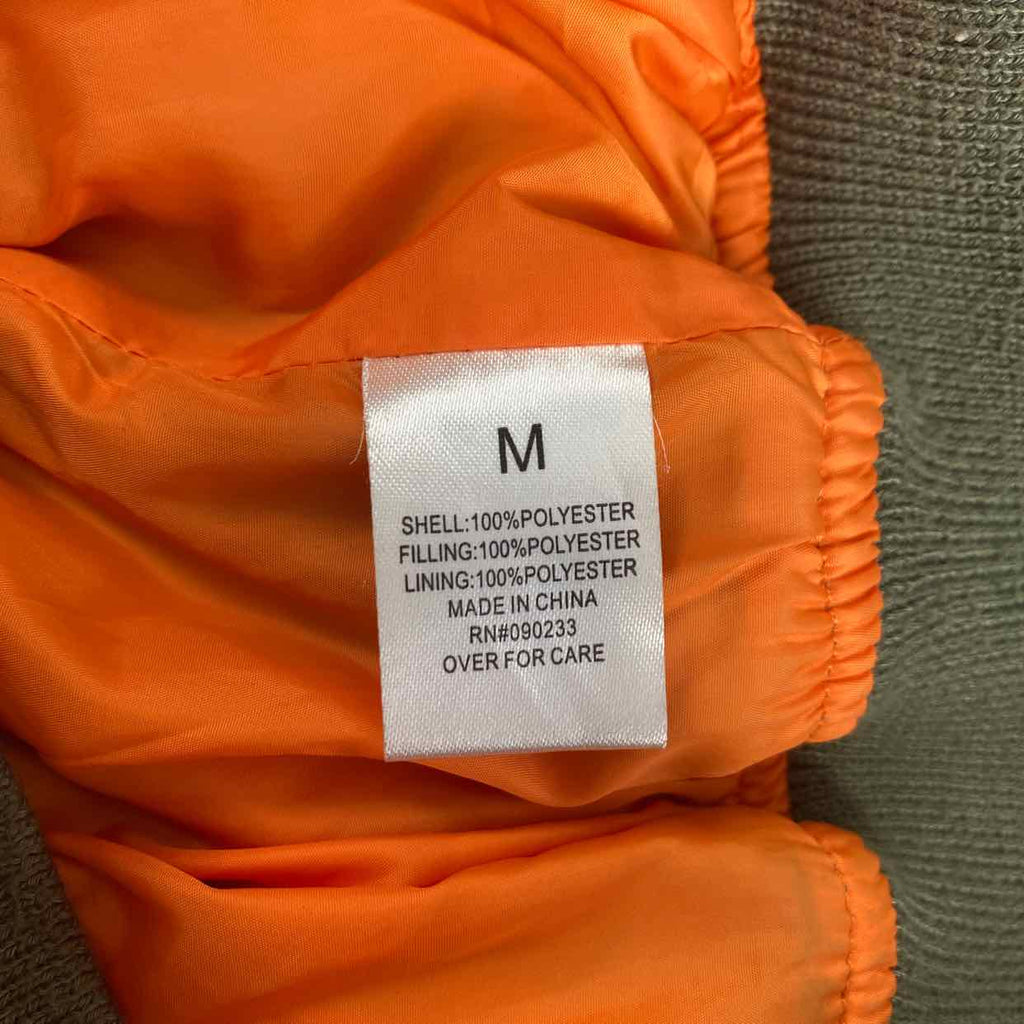 M
SHELL:100%POLYESTER
FILLING:100%POLYESTER
LINING:100%POLYESTER
MADE IN CHINA
RN#090233
OVER FOR CARE